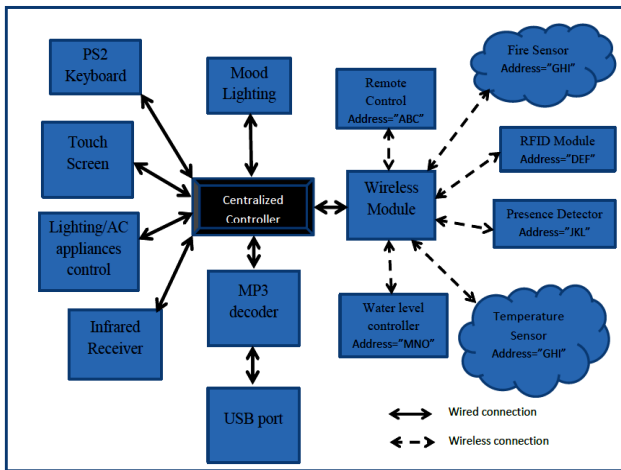 PS2
Keyboard
Mood
Lighting
Remote
Control
Address="ABC"
Fire Sensor
Address="GHI"
Touch
Screen
RFID Module
Address="DEF"
Centralized
Controller
Wireless
Module
Lighting/AC
appliances
control
Presence Detector
Address="JKL"
MP3
decoder
Infrared
Receiver
Water level
controller
Address="MNO"
Temperature
Sensor
Address="GHI"
USB port
Wired connection
Wireless connection